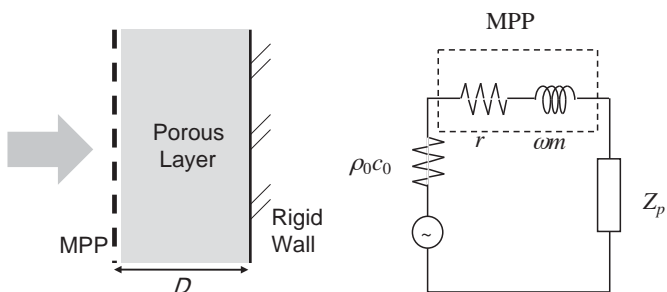 Porous
Layer
MPP
Rigid
Wall
D
MPP
r
ωm
ρ₀c₀
~
Zₚ